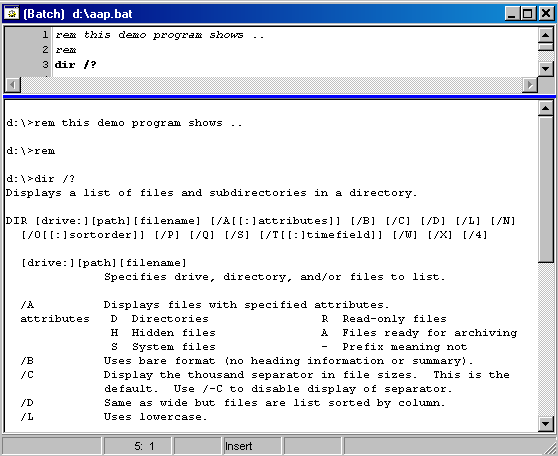 (Batch) d:\aap.bat
1 rem this demo program shows ..
2 rem
3 dir /?
d:\>rem this demo program shows ..
d:\>rem
d:\>dir /?
Displays a list of files and subdirectories in a directory.
DIR [drive:][path][filename] [/A[[:]attributes]] [/B] [/C] [/D] [/L] [/N]
[/O[[:]sortorder]] [/P] [/Q] [/S] [/T[[:]timefield]] [/W] [/X] [/4]
[drive:][path][filename]
Specifies drive, directory, and/or files to list.
/A Displays files with specified attributes.
attributes D Directories R Read-only files
H Hidden files A Files ready for archiving
S System files - Prefix meaning not
/B Uses bare format (no heading information or summary).
/C Display the thousand separator in file sizes. This is the
default. Use /-C to disable display of separator.
/D Same as wide but files are list sorted by column.
/L Uses lowercase.
5: 1 Insert